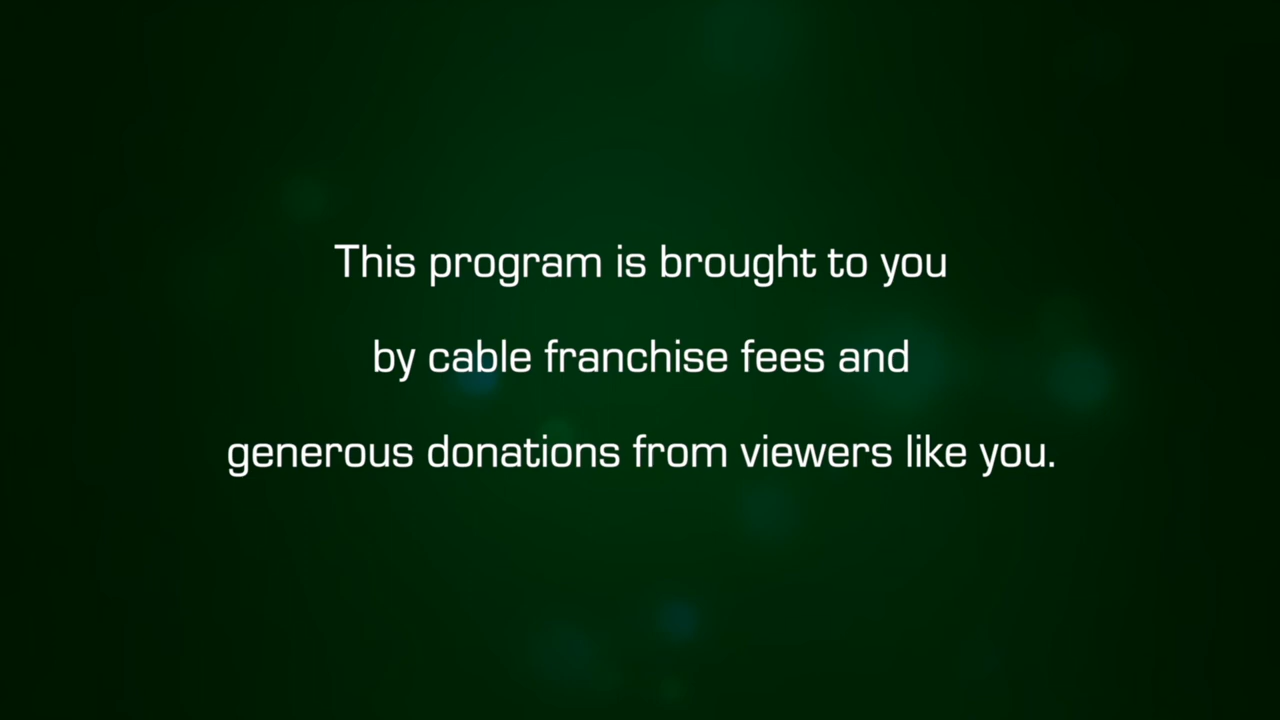 This program is brought to you
by cable franchise fees and
generous donations from viewers like you.